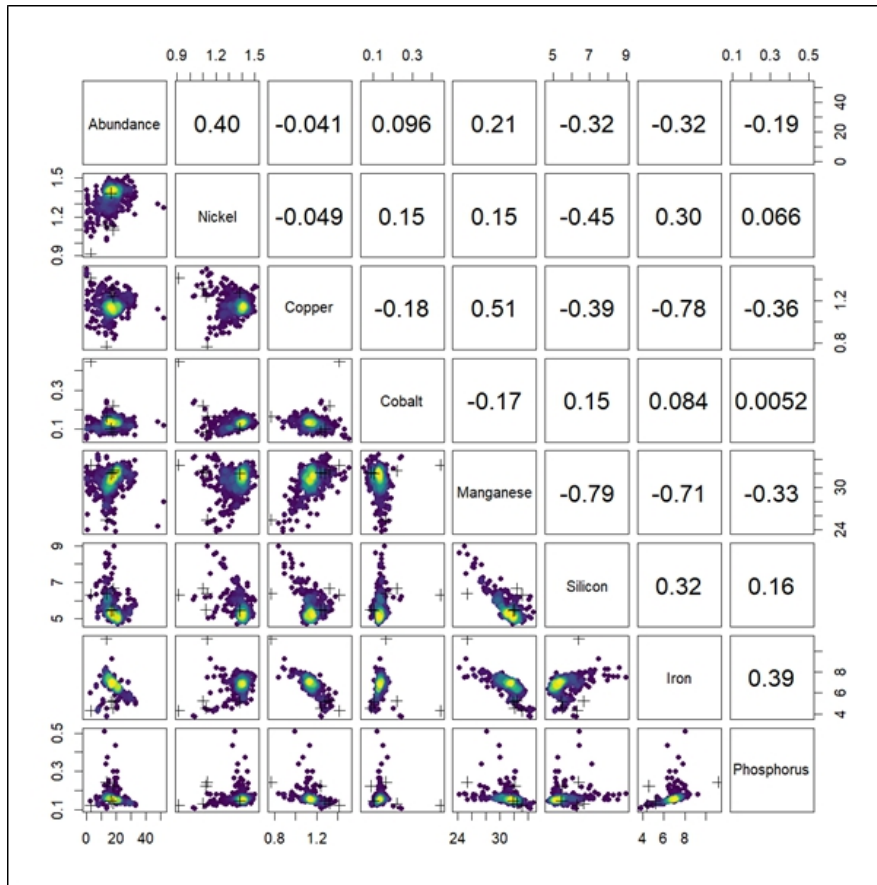 0.9 1.2 1.5 0.1 0.3 5 6 7 8 9 0.1 0.3 0.5
Abundance 0.40 -0.041 0.096 0.21 -0.32 -0.32 -0.19 0 20 40
0.9 1.2 1.5 Nickel -0.049 0.15 0.15 -0.45 0.30 0.066
Copper -0.18 0.51 -0.39 -0.78 -0.36 0.8 1.2
0.1 0.3 Cobalt -0.17 0.15 0.084 0.0052
Manganese -0.79 -0.71 -0.33 24 30
5 6 7 9 Silicon 0.32 0.16
Iron 0.39 4 6 8
0.1 0.3 0.5 Phosphorus
0 20 40 0.8 1.2 24 30 4 6 8